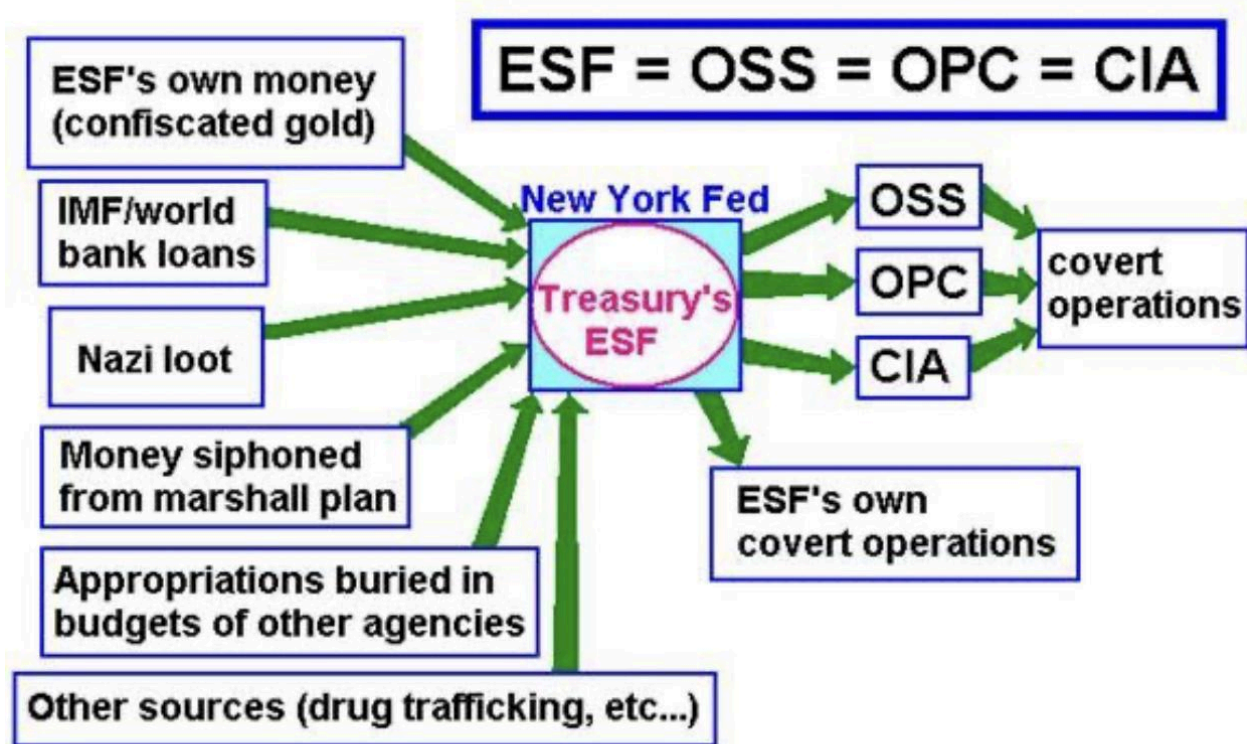 ESF = OSS = OPC = CIA
ESF's own money
(confiscated gold)
IMF/world
bank loans
Nazi loot
Money siphoned
from marshall plan
Appropriations buried in
budgets of other agencies
Other sources (drug trafficking, etc...)
New York Fed
Treasury's
ESF
OSS
OPC
CIA
covert
operations
ESF's own
covert operations